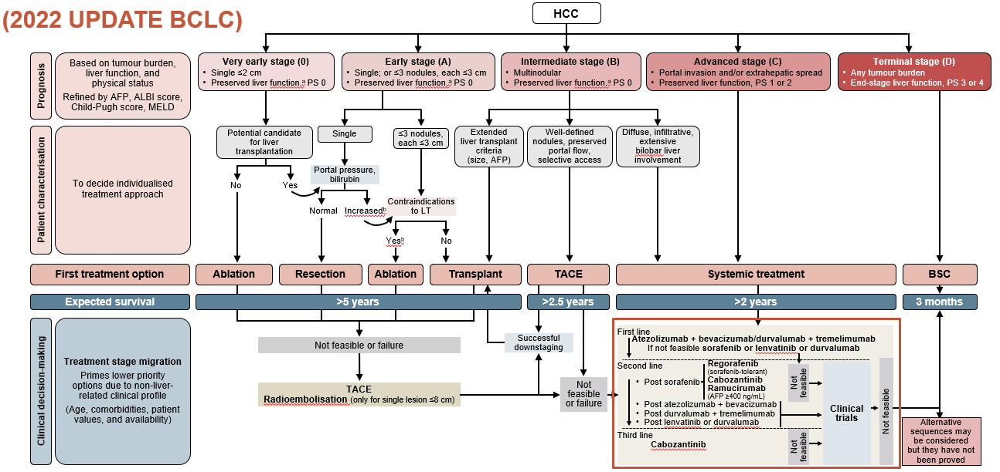 (2022 UPDATE BCLC)
HCC
Prognosis
Based on tumour burden,
liver function, and
physical status
Refined by AFP, ALBI score,
Child-Pugh score, MELD
Very early stage (0)
• Single ≤2 cm
• Preserved liver function,ª PS 0
Early stage (A)
• Single; or ≤3 nodules, each ≤3 cm
• Preserved liver function,ª PS 0
Intermediate stage (B)
• Multinodular
• Preserved liver function,ª PS 0
Advanced stage (C)
• Portal invasion and/or extrahepatic spread
• Preserved liver function, PS 1 or 2
Terminal stage (D)
• Any tumour burden
• End-stage liver function, PS 3 or 4
Patient characterisation
To decide individualised
treatment approach
Potential candidate
for liver
transplantation
No
Yes
Single
Portal pressure,
bilirubin
Normal
Increasedᵇ
≤3 nodules,
each ≤3 cm
Contraindications
to LT
Yesᵇ
No
Extended
liver transplant
criteria
(size, AFP)
Well-defined
nodules, preserved
portal flow,
selective access
Diffuse, infiltrative,
extensive
bilobar liver
involvement
First treatment option
Ablation
Resection
Ablation
Transplant
TACE
Systemic treatment
BSC
Expected survival
>5 years
>2.5 years
>2 years
3 months
Clinical decision-making
Treatment stage migration
Primes lower priority
options due to non-liver-
related clinical profile
(Age, comorbidities, patient
values, and availability)
Not feasible or failure
TACE
Radioembolisation (only for single lesion ≤8 cm)
Successful
downstaging
Not
feasible
or failure
First line
Atezolizumab + bevacizumab/durvalumab + tremelimumab
If not feasible sorafenib or lenvatinib or durvalumab
Second line
• Post sorafenib
Regorafenib
(sorafenib-tolerant)
Cabozantinib
Ramucirumab
(AFP ≥400 ng/mL)
Not
feasible
• Post atezolizumab + bevacizumab
• Post durvalumab + tremelimumab
• Post lenvatinib or durvalumab
Third line
Cabozantinib
Not
feasible
Clinical
trials
Not feasible
Alternative
sequences may
be considered
but they have not
been proved